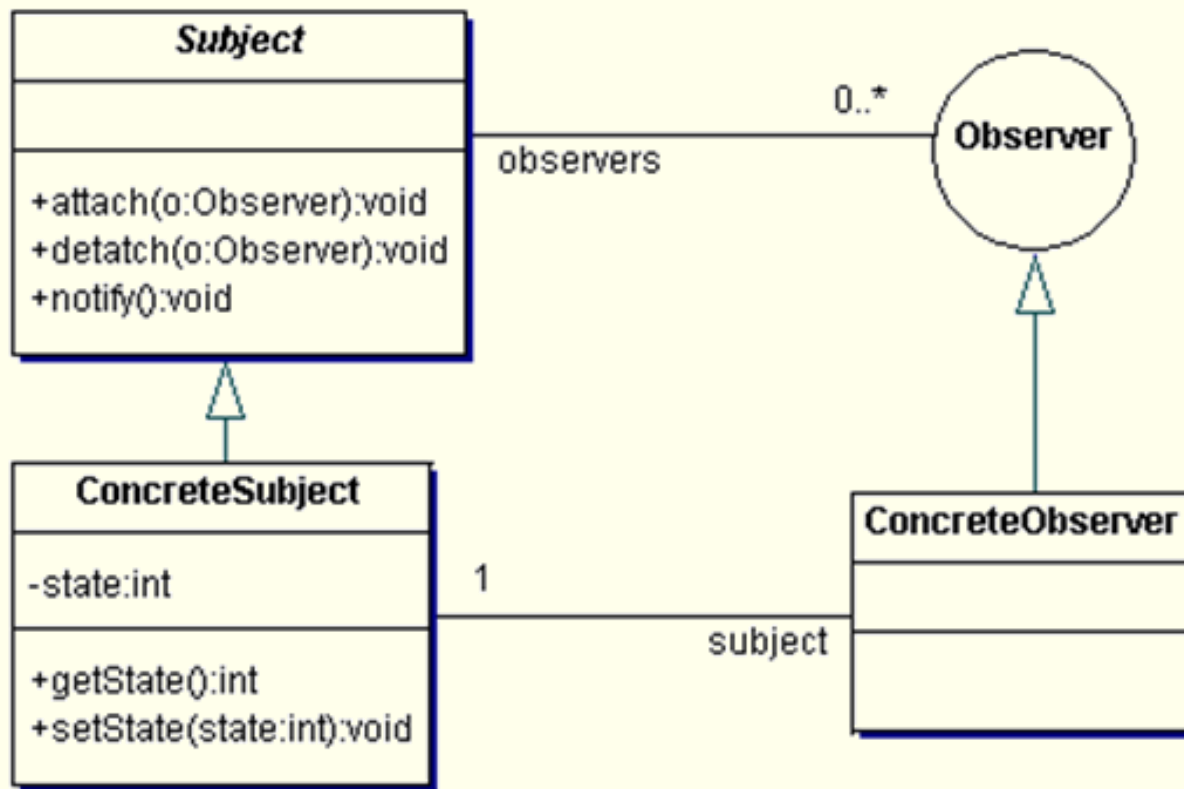 Subject
+attach(o:Observer):void
+detatch(o:Observer):void
+notify():void
0..*
observers
Observer
ConcreteSubject
-state:int
+getState():int
+setState(state:int):void
1
subject
ConcreteObserver